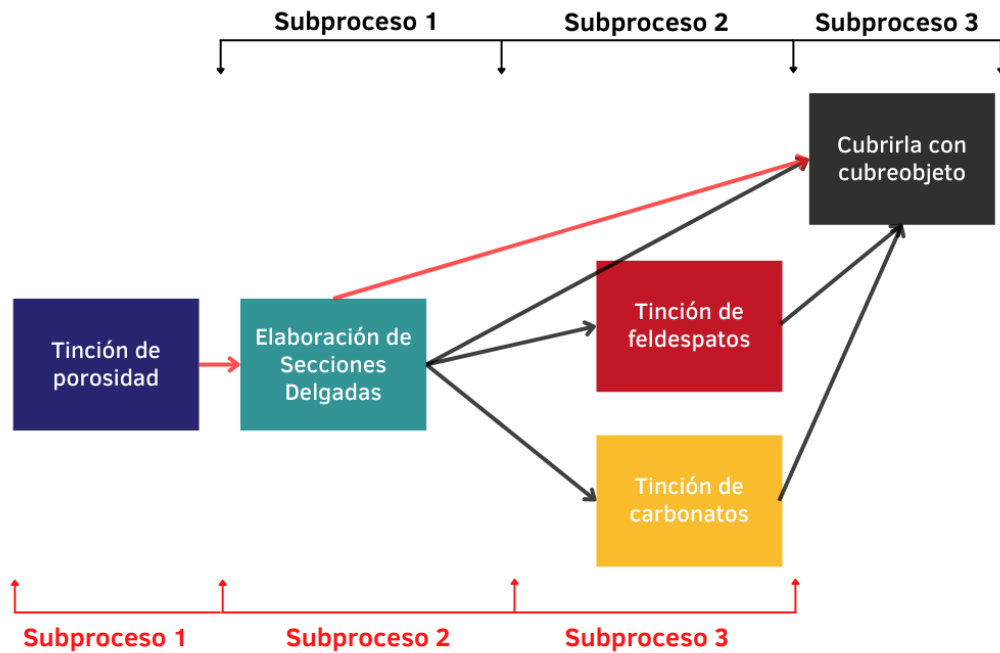 Subproceso 1
Subproceso 2
Subproceso 3
Cubrirla con
cubreobjeto
Tinción de
porosidad
Elaboración de
Secciones
Delgadas
Tinción de
feldespatos
Tinción de
carbonatos
Subproceso 1
Subproceso 2
Subproceso 3